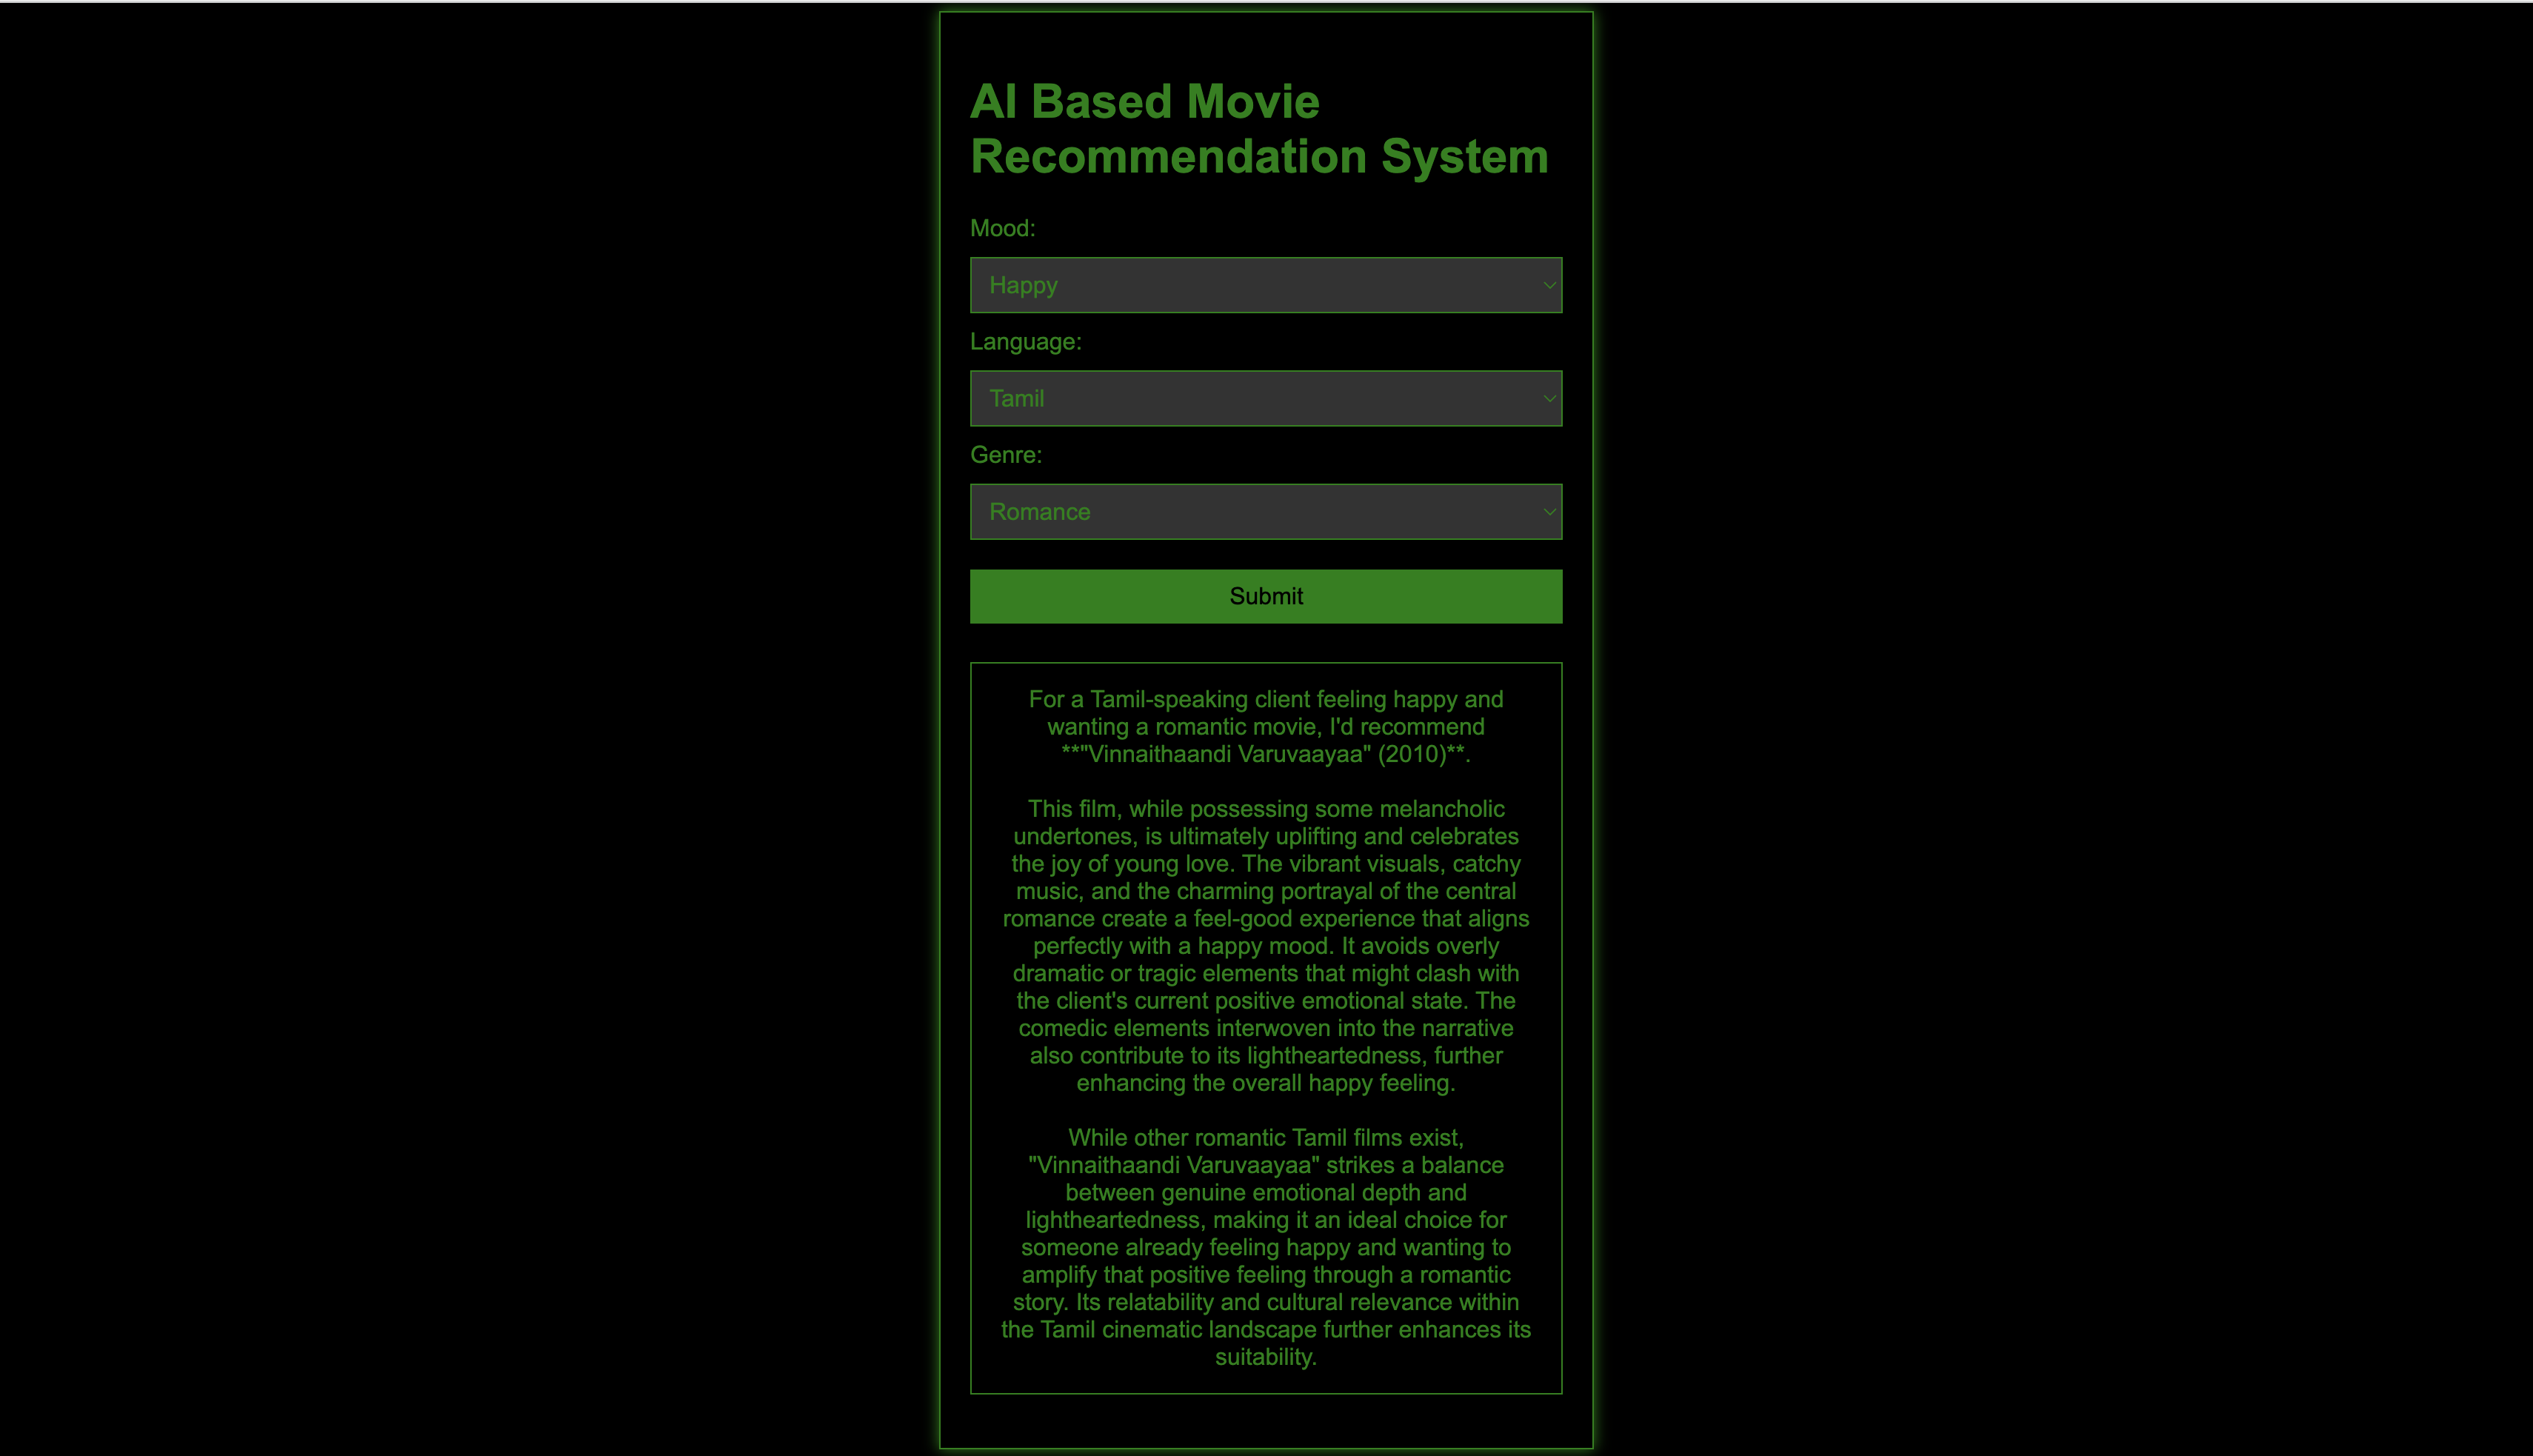 AI Based Movie
Recommendation System
Mood:
Happy
Language:
Tamil
Genre:
Romance
Submit
For a Tamil-speaking client feeling happy and
wanting a romantic movie, I'd recommend
**"Vinnaithaandi Varuvaayaa" (2010)**.
This film, while possessing some melancholic
undertones, is ultimately uplifting and celebrates
the joy of young love. The vibrant visuals, catchy
music, and the charming portrayal of the central
romance create a feel-good experience that aligns
perfectly with a happy mood. It avoids overly
dramatic or tragic elements that might clash with
the client's current positive emotional state. The
comedic elements interwoven into the narrative
also contribute to its lightheartedness, further
enhancing the overall happy feeling.
While other romantic Tamil films exist,
"Vinnaithaandi Varuvaayaa" strikes a balance
between genuine emotional depth and
lightheartedness, making it an ideal choice for
someone already feeling happy and wanting to
amplify that positive feeling through a romantic
story. Its relatability and cultural relevance within
the Tamil cinematic landscape further enhances its
suitability.